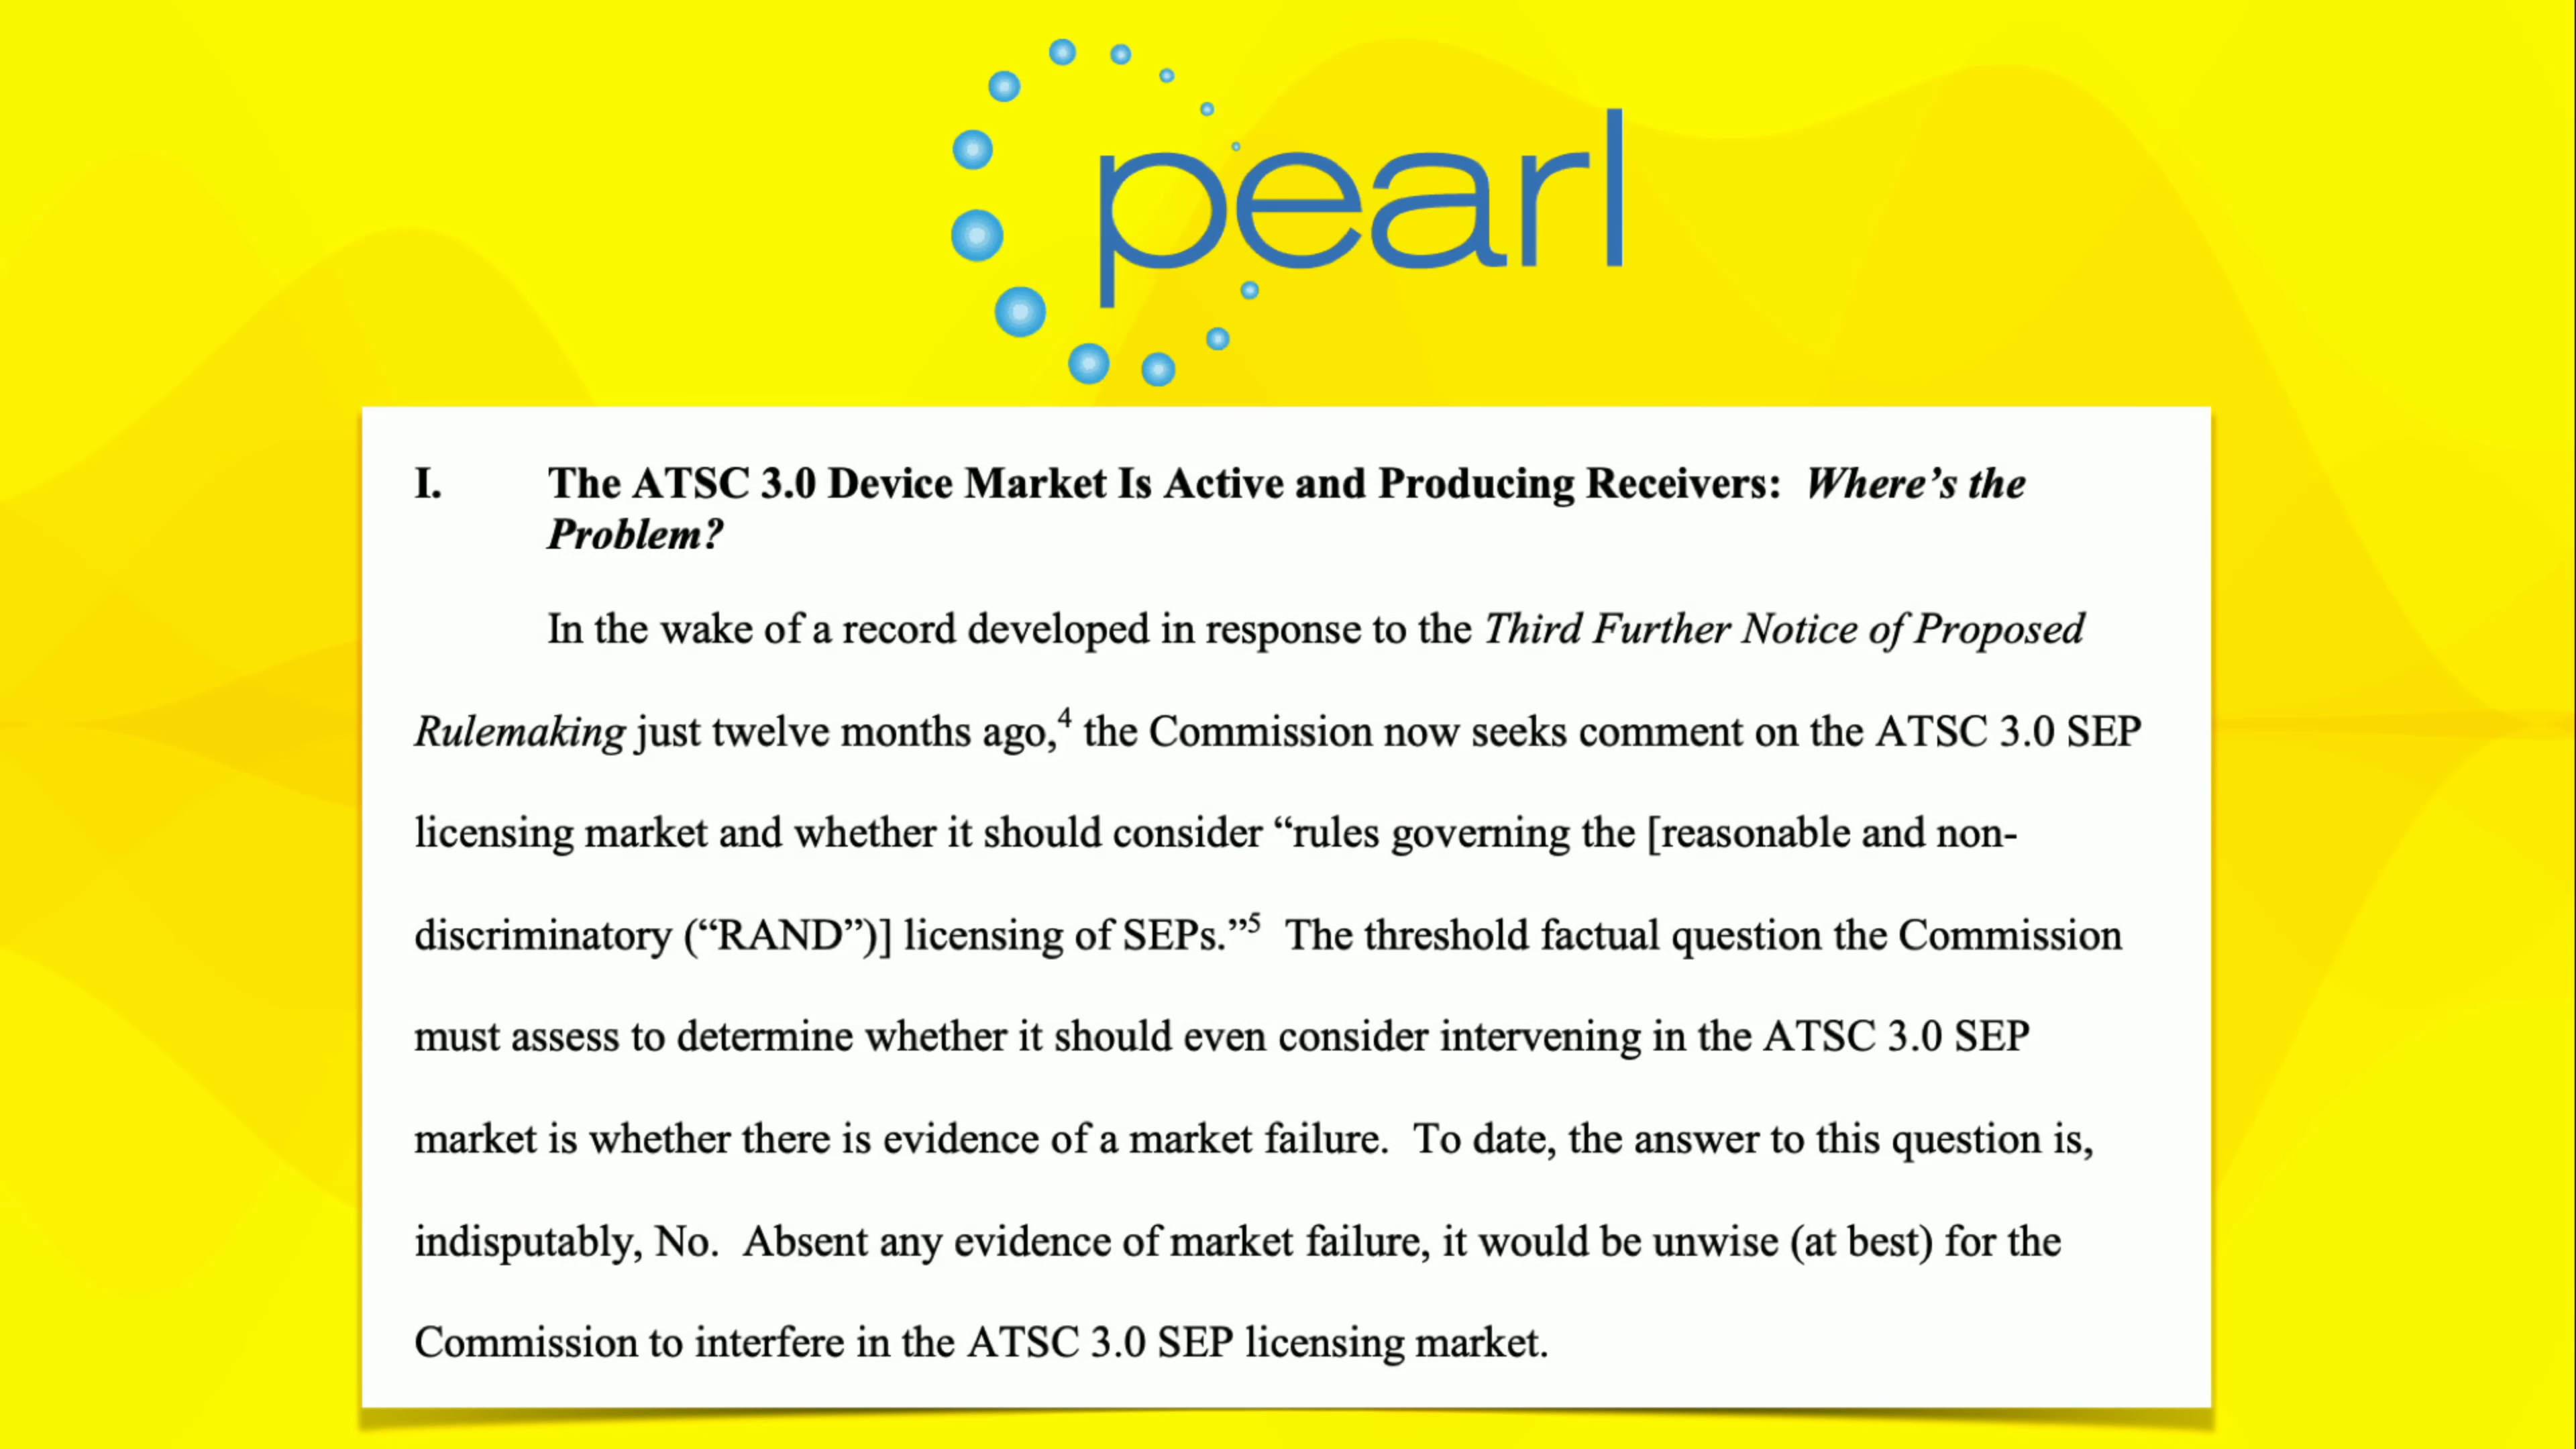 pearl
I. The ATSC 3.0 Device Market Is Active and Producing Receivers: Where’s the
Problem?
In the wake of a record developed in response to the Third Further Notice of Proposed
Rulemaking just twelve months ago,4 the Commission now seeks comment on the ATSC 3.0 SEP
licensing market and whether it should consider “rules governing the [reasonable and non-
discriminatory (“RAND”)] licensing of SEPs.”5 The threshold factual question the Commission
must assess to determine whether it should even consider intervening in the ATSC 3.0 SEP
market is whether there is evidence of a market failure. To date, the answer to this question is,
indisputably, No. Absent any evidence of market failure, it would be unwise (at best) for the
Commission to interfere in the ATSC 3.0 SEP licensing market.